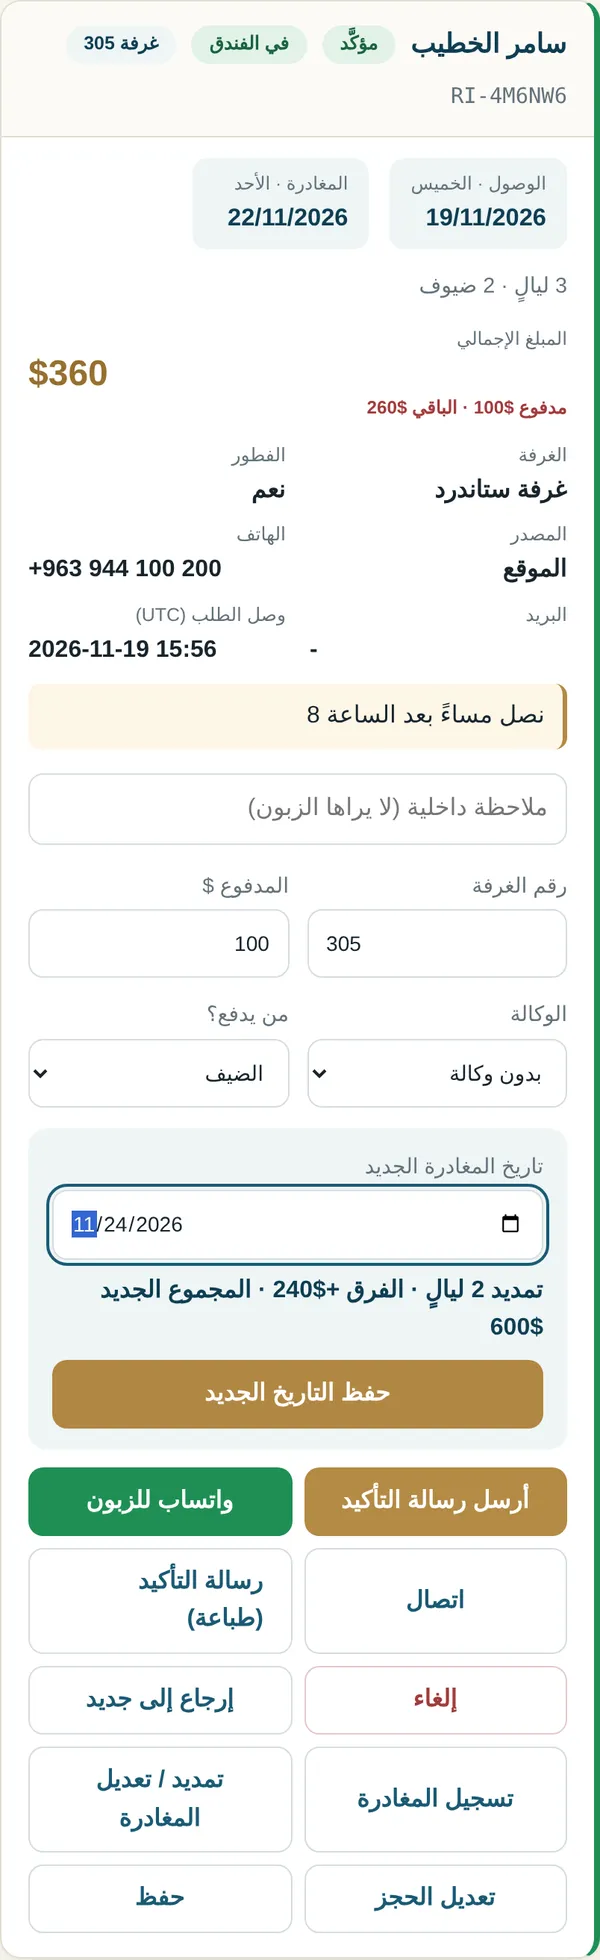 سامر الخطيب مؤكَّد في الفندق غرفة 305
RI-4M6NW6
الوصول · الخميس
19/11/2026
المغادرة · الأحد
22/11/2026
3 ليالٍ · 2 ضيوف
المبلغ الإجمالي
$360
مدفوع $100 · الباقي $260
الغرفة
غرفة ستاندرد
الفطور
نعم
المصدر
الموقع
الهاتف
+963 944 100 200
البريد
-
وصل الطلب (UTC)
2026-11-19 15:56
نصل مساءً بعد الساعة 8
ملاحظة داخلية (لا يراها الزبون)
رقم الغرفة
305
المدفوع $
100
الوكالة
بدون وكالة
من يدفع؟
الضيف
تاريخ المغادرة الجديد
11/24/2026
تمديد 2 ليالٍ · الفرق +$240 · المجموع الجديد
$600
حفظ التاريخ الجديد
أرسل رسالة التأكيد
واتساب للزبون
اتصال
رسالة التأكيد
(طباعة)
إلغاء
إرجاع إلى جديد
تسجيل المغادرة
تمديد / تعديل
المغادرة
تعديل الحجز
حفظ